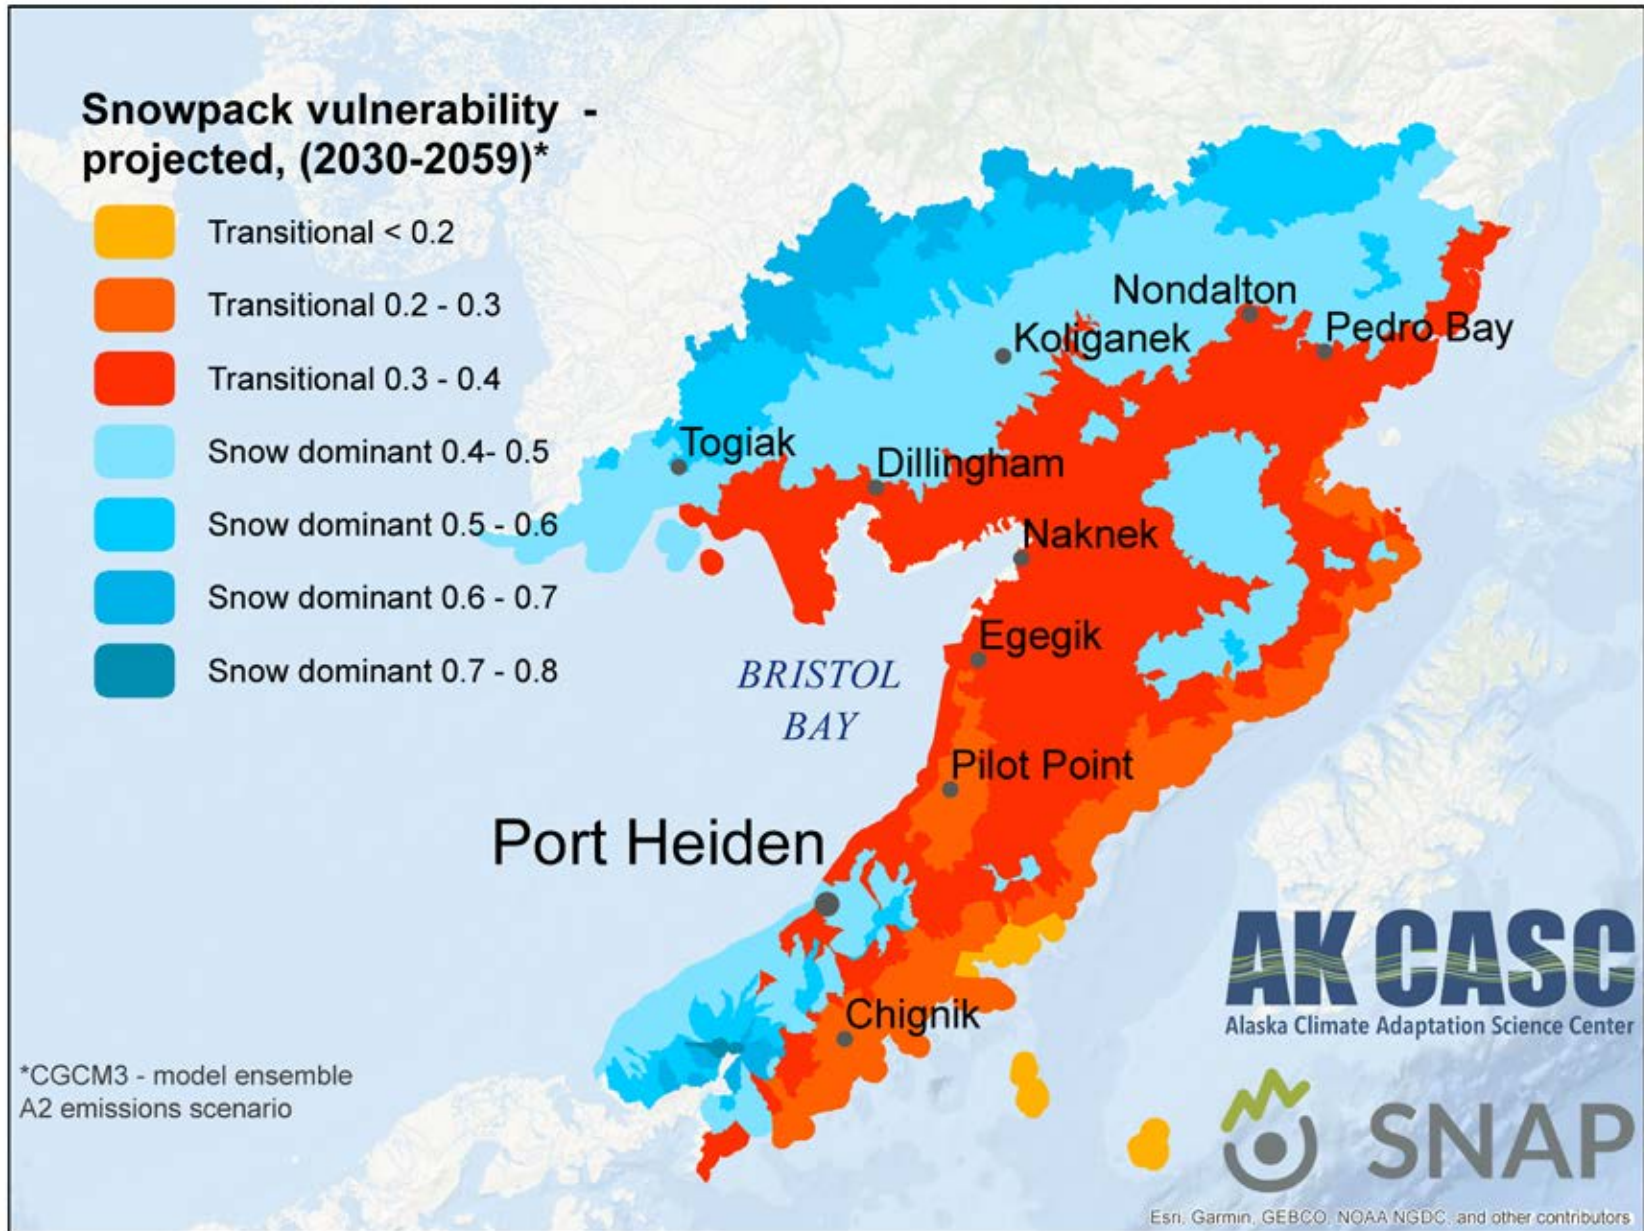 Snowpack vulnerability -
projected, (2030-2059)*
Transitional < 0.2
Transitional 0.2 - 0.3
Transitional 0.3 - 0.4
Snow dominant 0.4- 0.5
Snow dominant 0.5 - 0.6
Snow dominant 0.6 - 0.7
Snow dominant 0.7 - 0.8
Nondalton
Koliganek
Pedro Bay
Togiak
Dillingham
Naknek
Egegik
BRISTOL
BAY
Pilot Point
Port Heiden
Chignik
AK CASC
Alaska Climate Adaptation Science Center
*CGCM3 - model ensemble
A2 emissions scenario
SNAP
Esri, Garmin, GEBCO, NOAA NGDC, and other contributors